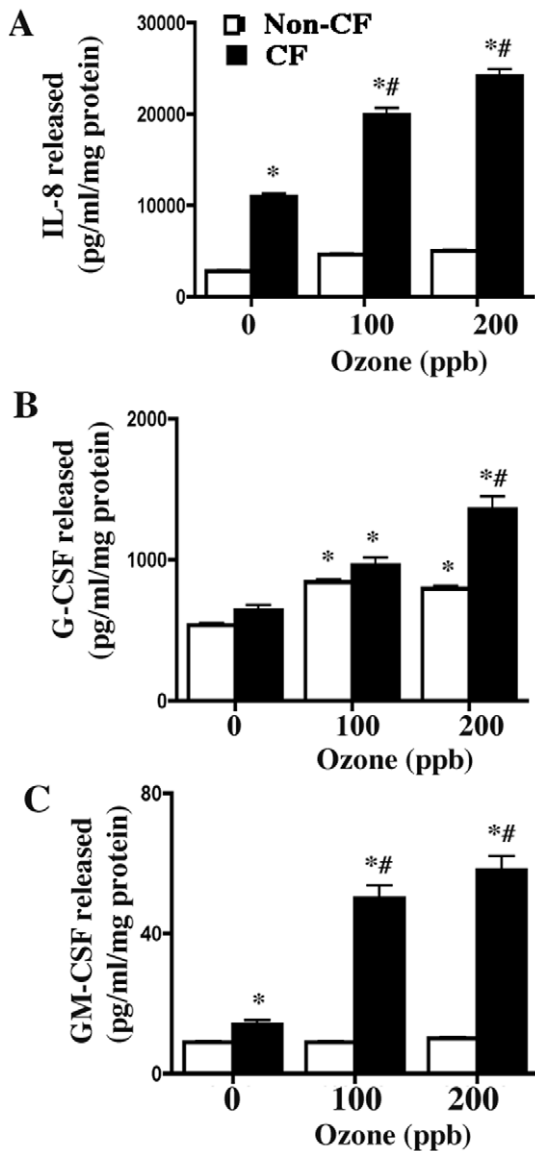 A
IL-8 released
(pg/ml/mg protein)
30000
20000
10000
0
Non-CF
CF
*
*#
*#
0 100 200
Ozone (ppb)
B
G-CSF released
(pg/ml/mg protein)
2000
1000
0
*
*
*
*#
0 100 200
Ozone (ppb)
C
GM-CSF released
(pg/ml/mg protein)
80
40
0
*
*#
*#
0 100 200
Ozone (ppb)